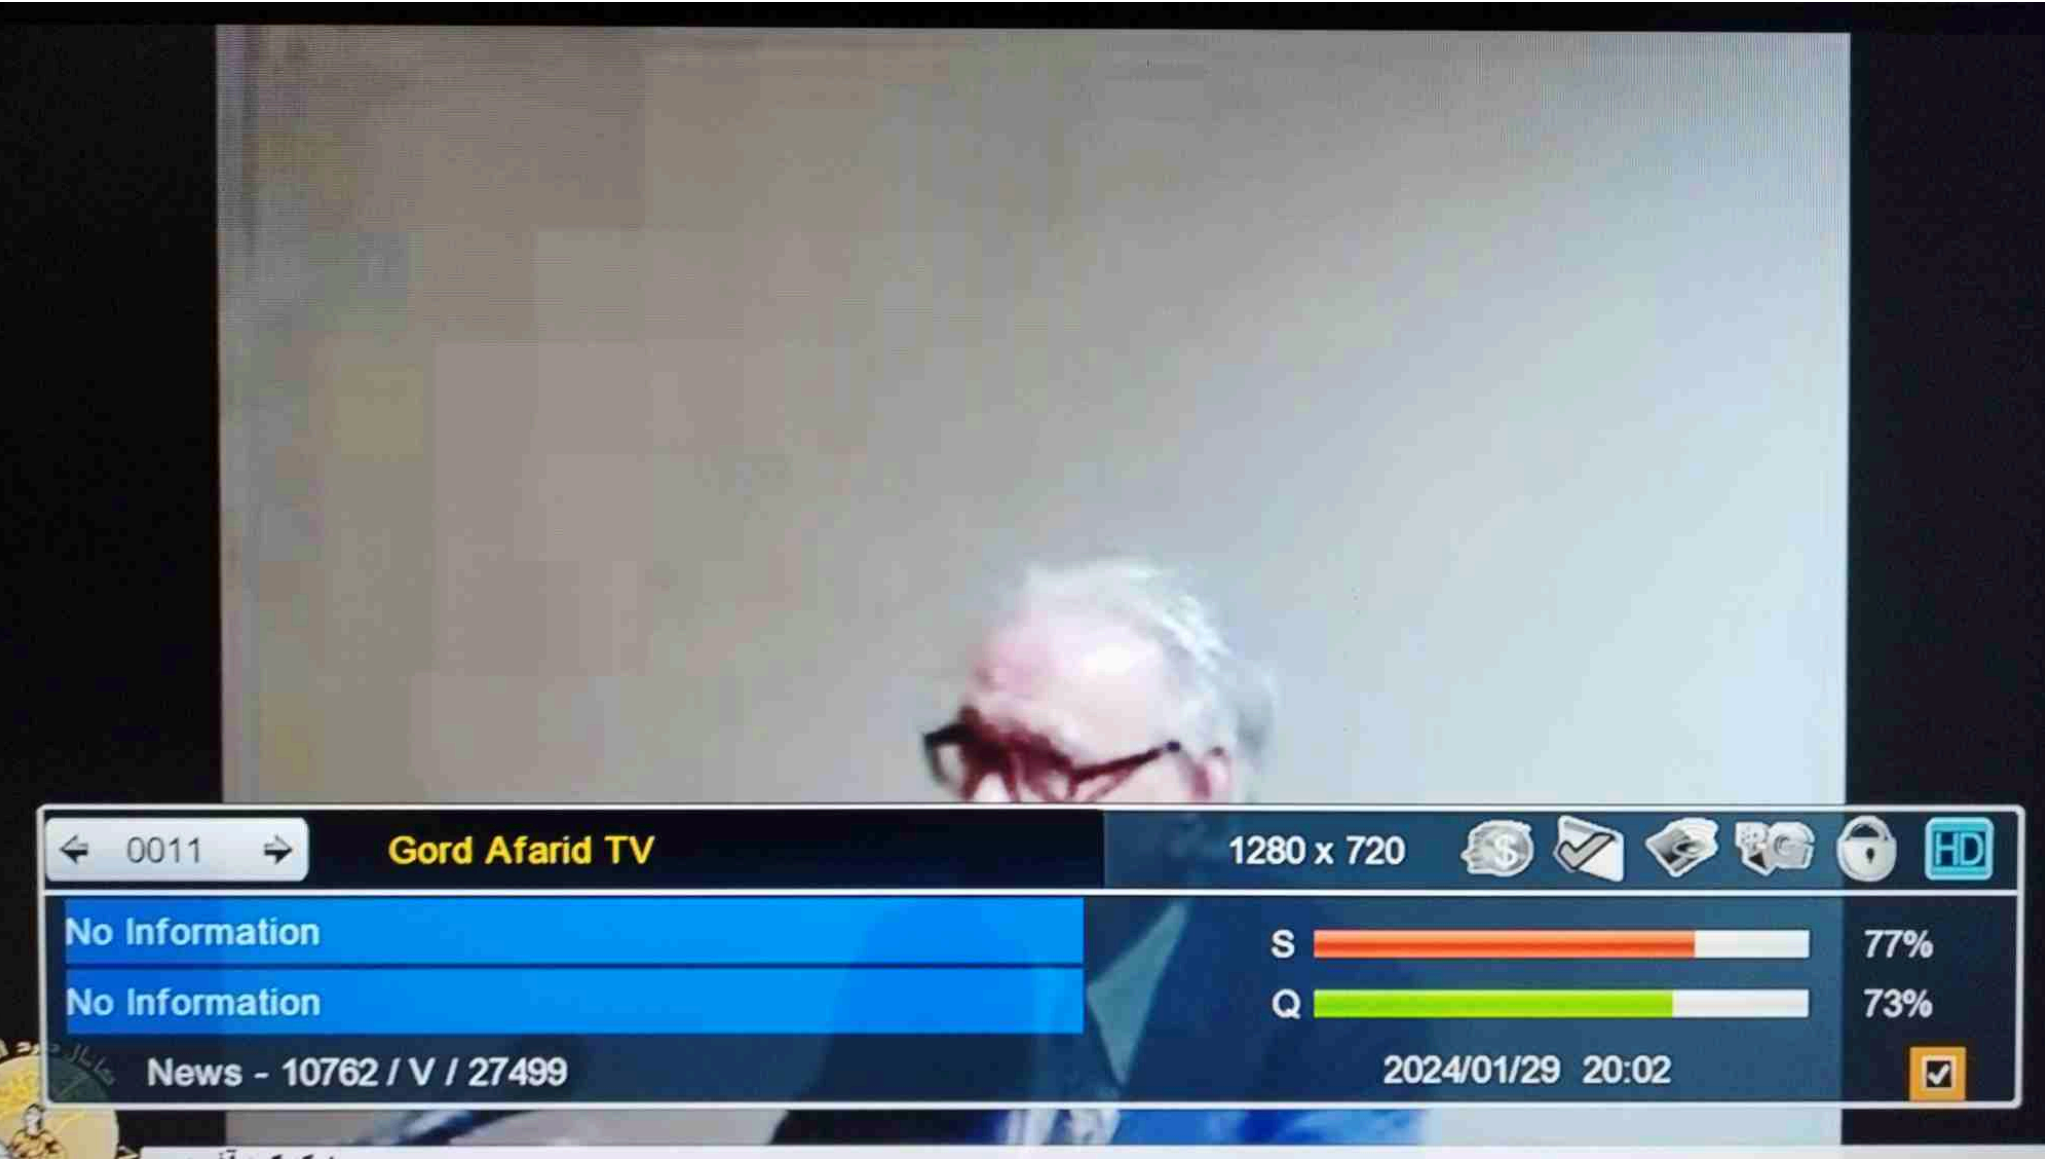 0011
Gord Afarid TV
1280 x 720
HD
No Information
S
77%
No Information
Q
73%
News - 10762 / V / 27499
2024/01/29 20:02